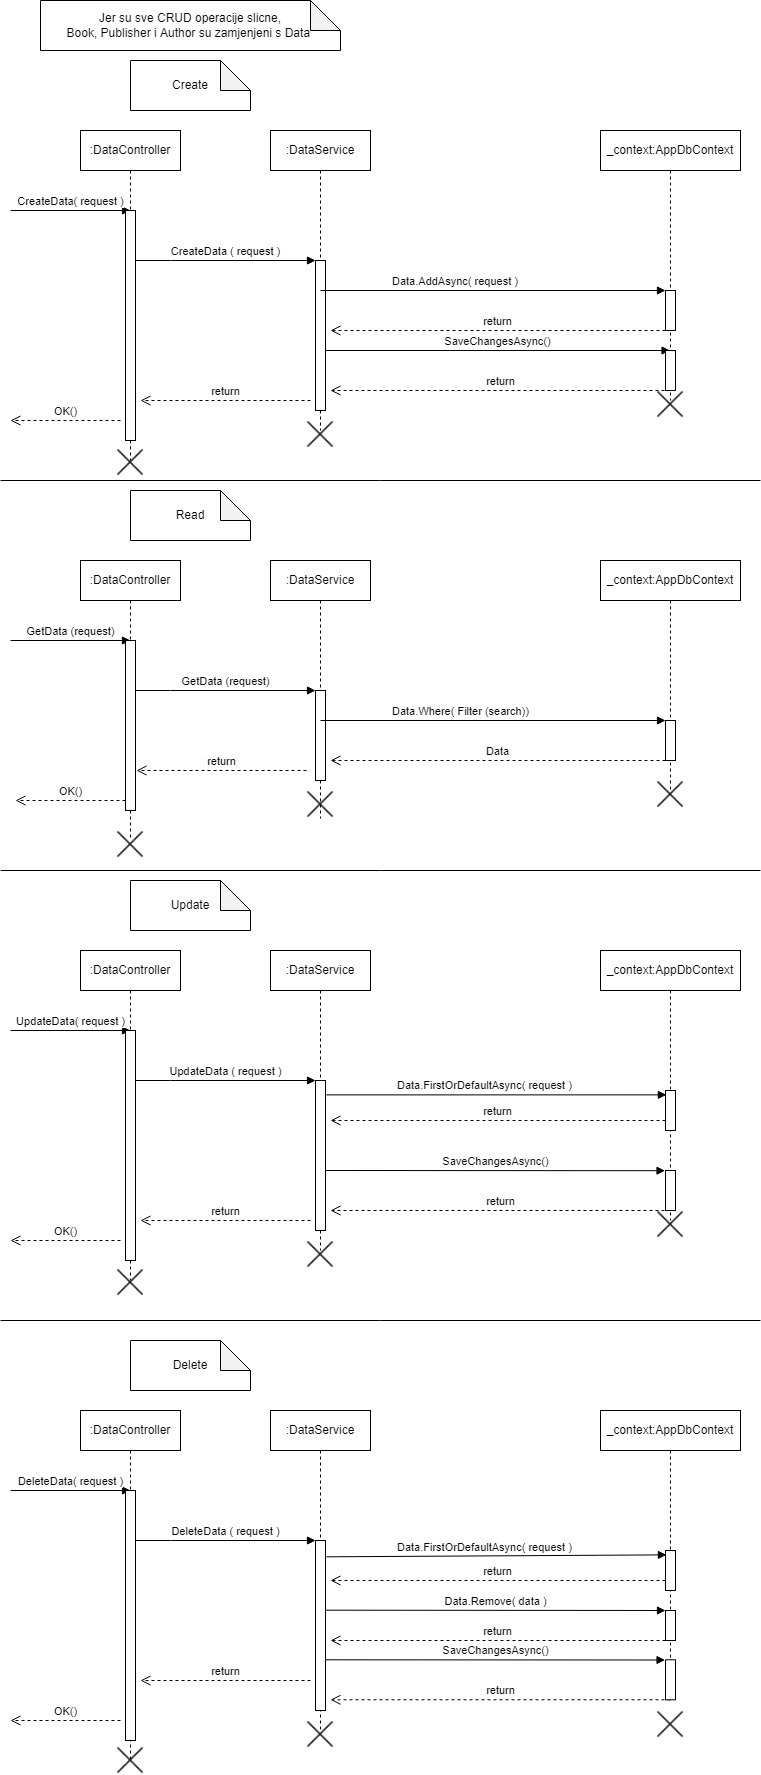 Jer su sve CRUD operacije slicne,
Book, Publisher i Author su zamjenjeni s Data
Create
:DataController
:DataService
_context:AppDbContext
CreateData( request )
CreateData ( request )
Data.AddAsync( request )
return
SaveChangesAsync()
return
return
OK()
Read
:DataController
:DataService
_context:AppDbContext
GetData (request)
GetData (request)
Data.Where( Filter (search))
Data
return
OK()
Update
:DataController
:DataService
_context:AppDbContext
UpdateData( request )
UpdateData ( request )
Data.FirstOrDefaultAsync( request )
return
SaveChangesAsync()
return
return
OK()
Delete
:DataController
:DataService
_context:AppDbContext
DeleteData( request )
DeleteData ( request )
Data.FirstOrDefaultAsync( request )
return
Data.Remove( data )
return
SaveChangesAsync()
return
return
OK()